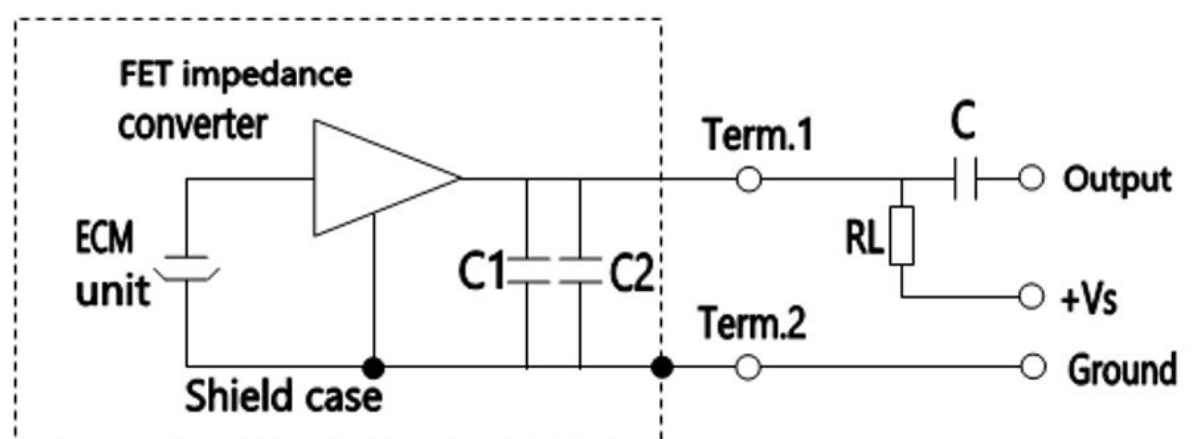 FET impedance
converter
Term.1
C
Output
ECM
unit
C1
C2
RL
+Vs
Term.2
Shield case
Ground